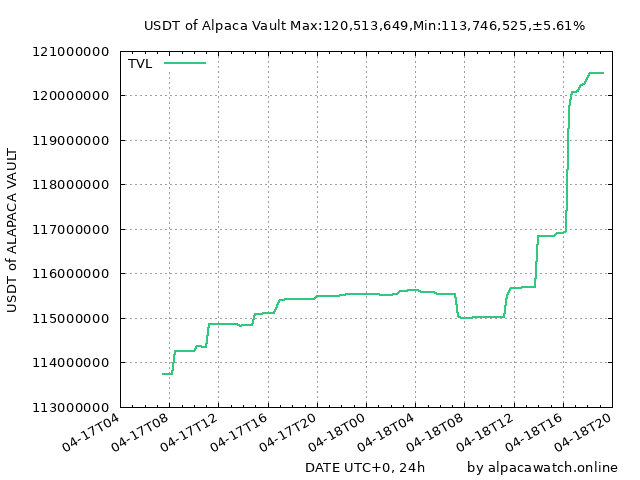 USDT of Alpaca Vault Max:120,513,649,Min:113,746,525,±5.61%
TVL
121000000
120000000
119000000
118000000
117000000
116000000
115000000
114000000
113000000
USDT of ALAPACA VAULT
04-17T04
04-17T08
04-17T12
04-17T16
04-17T20
04-18T00
04-18T04
04-18T08
04-18T12
04-18T16
04-18T20
DATE UTC+0, 24h
by alpacawatch.online